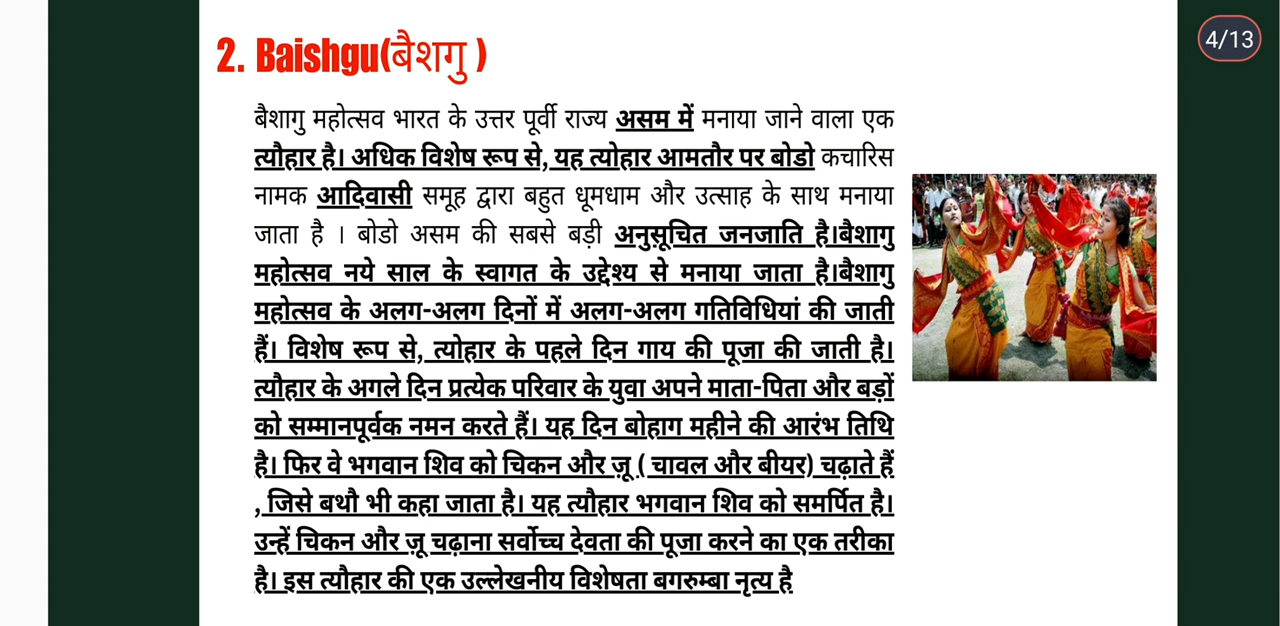 2. Baishgu(बैशगु )
4/13
बैशागु महोत्सव भारत के उत्तर पूर्वी राज्य असम में मनाया जाने वाला एक
त्यौहार है। अधिक विशेष रूप से, यह त्योहार आमतौर पर बोडो कचारिस
नामक आदिवासी समूह द्वारा बहुत धूमधाम और उत्साह के साथ मनाया
जाता है । बोडो असम की सबसे बड़ी अनुसूचित जनजाति है।बैशागु
महोत्सव नये साल के स्वागत के उद्देश्य से मनाया जाता है।बैशागु
महोत्सव के अलग-अलग दिनों में अलग-अलग गतिविधियां की जाती
हैं। विशेष रूप से, त्योहार के पहले दिन गाय की पूजा की जाती है।
त्यौहार के अगले दिन प्रत्येक परिवार के युवा अपने माता-पिता और बड़ों
को सम्मानपूर्वक नमन करते हैं। यह दिन बोहाग महीने की आरंभ तिथि
है। फिर वे भगवान शिव को चिकन और ज़ू ( चावल और बीयर) चढ़ाते हैं
, जिसे बथौ भी कहा जाता है। यह त्यौहार भगवान शिव को समर्पित है।
उन्हें चिकन और ज़ू चढ़ाना सर्वोच्च देवता की पूजा करने का एक तरीका
है। इस त्यौहार की एक उल्लेखनीय विशेषता बगरुम्बा नृत्य है